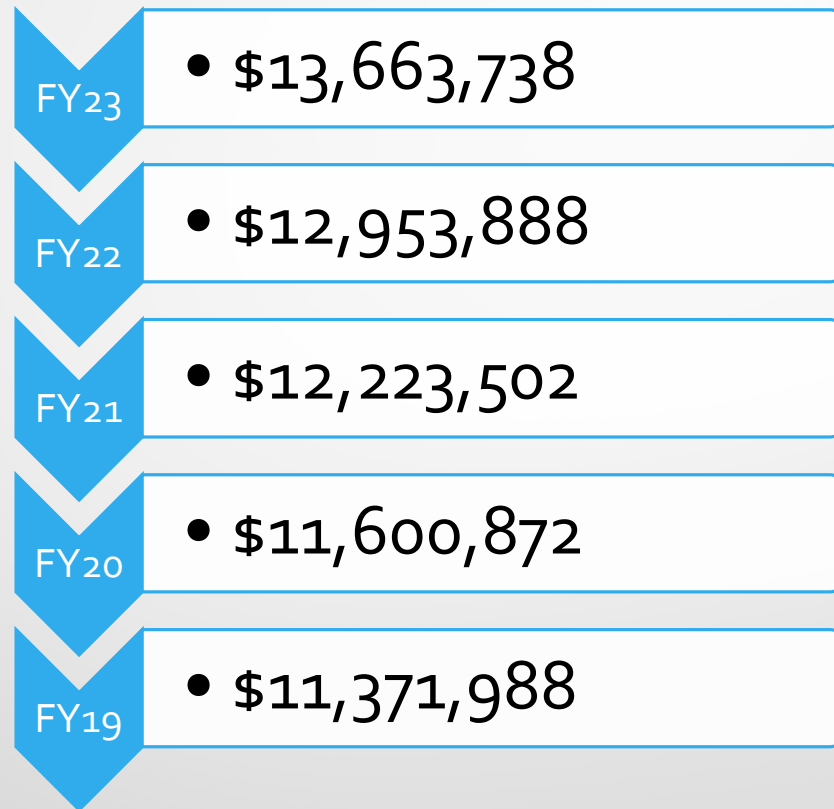 FY23
• $13,663,738
FY22
• $12,953,888
FY21
• $12,223,502
FY20
• $11,600,872
FY19
• $11,371,988